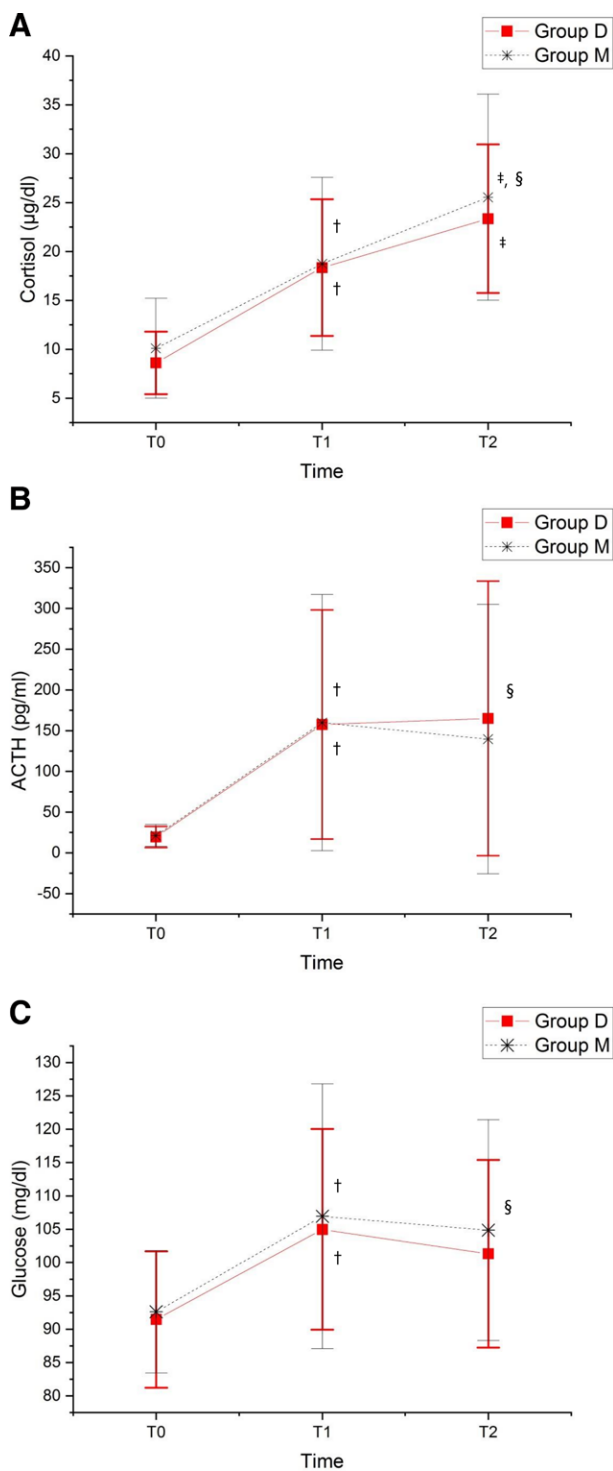 A
Group D
Group M
40
35
30
25
20
15
10
5
Cortisol (µg/dl)
†
†
‡, §
‡
T0
T1
T2
Time
B
Group D
Group M
350
300
250
200
150
100
50
0
-50
ACTH (pg/ml)
†
†
§
T0
T1
T2
Time
C
Group D
Group M
130
125
120
115
110
105
100
95
90
85
80
Glucose (mg/dl)
†
†
§
T0
T1
T2
Time